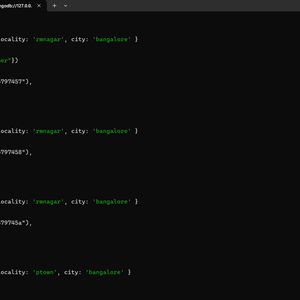 ngodb://127.0.0.
ocality: 'rmnagar', city: 'bangalore' }
er"})
797457"),
ocality: 'rmnagar', city: 'bangalore' }
797458"),
ocality: 'rmnagar', city: 'bangalore' }
79745a"),
ocality: 'ptown', city: 'bangalore' }